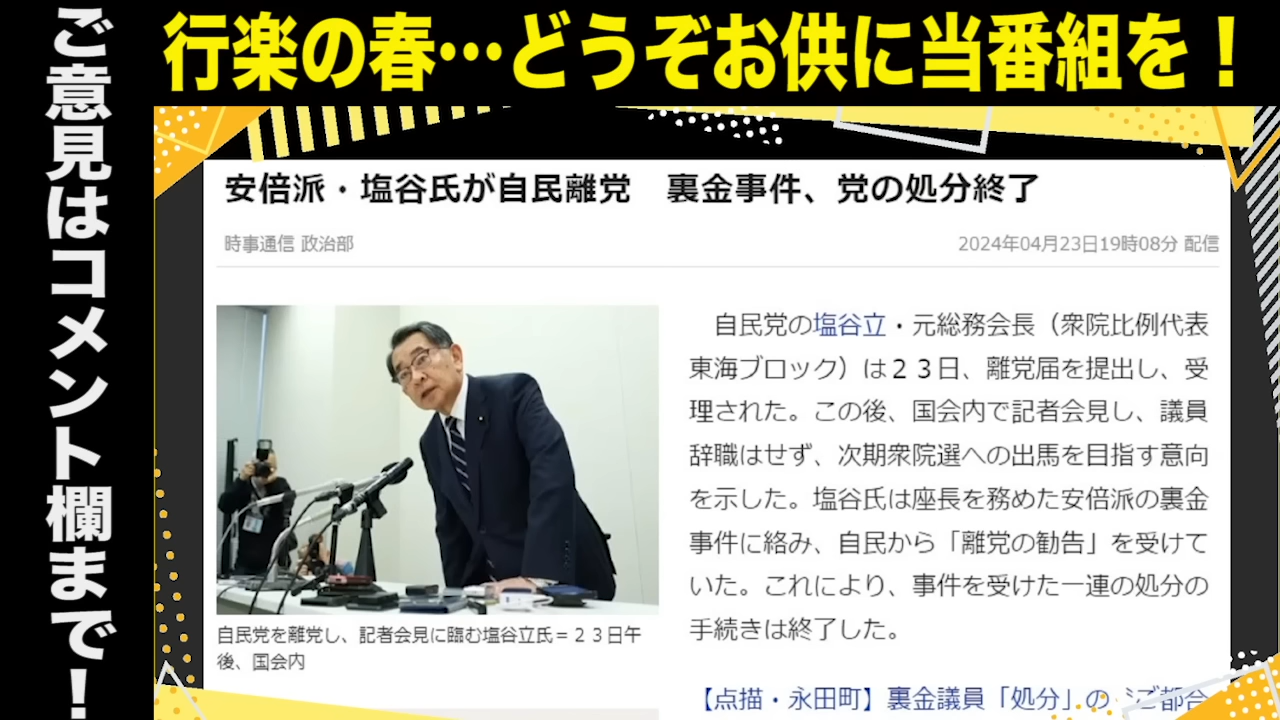 行楽の春…どうぞお供に当番組を！
ご意見はコメント欄まで！
安倍派・塩谷氏が自民離党　裏金事件、党の処分終了
時事通信 政治部
2024年04月23日19時08分 配信
自民党を離党し、記者会見に臨む塩谷立氏＝２３日午
後、国会内
　自民党の塩谷立・元総務会長（衆院比例代表
東海ブロック）は２３日、離党届を提出し、受
理された。この後、国会内で記者会見し、議員
辞職はせず、次期衆院選への出馬を目指す意向
を示した。塩谷氏は座長を務めた安倍派の裏金
事件に絡み、自民から「離党の勧告」を受けて
いた。これにより、事件を受けた一連の処分の
手続きは終了した。
【点描・永田町】裏金議員「処分」の〝ご都合